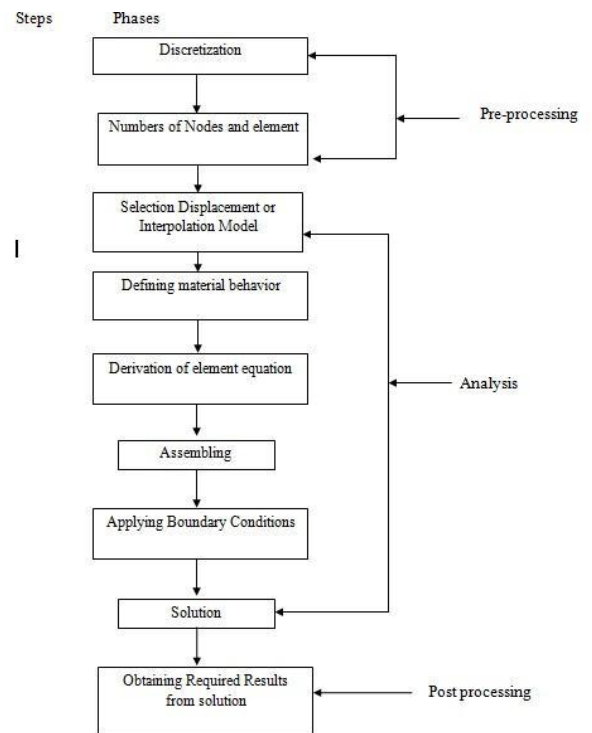 Steps Phases
Discretization
Pre-processing
Numbers of Nodes and element
Selection Displacement or
Interpolation Model
Defining material behavior
Derivation of element equation
Analysis
Assembling
Applying Boundary Conditions
Solution
Obtaining Required Results
from solution
Post processing